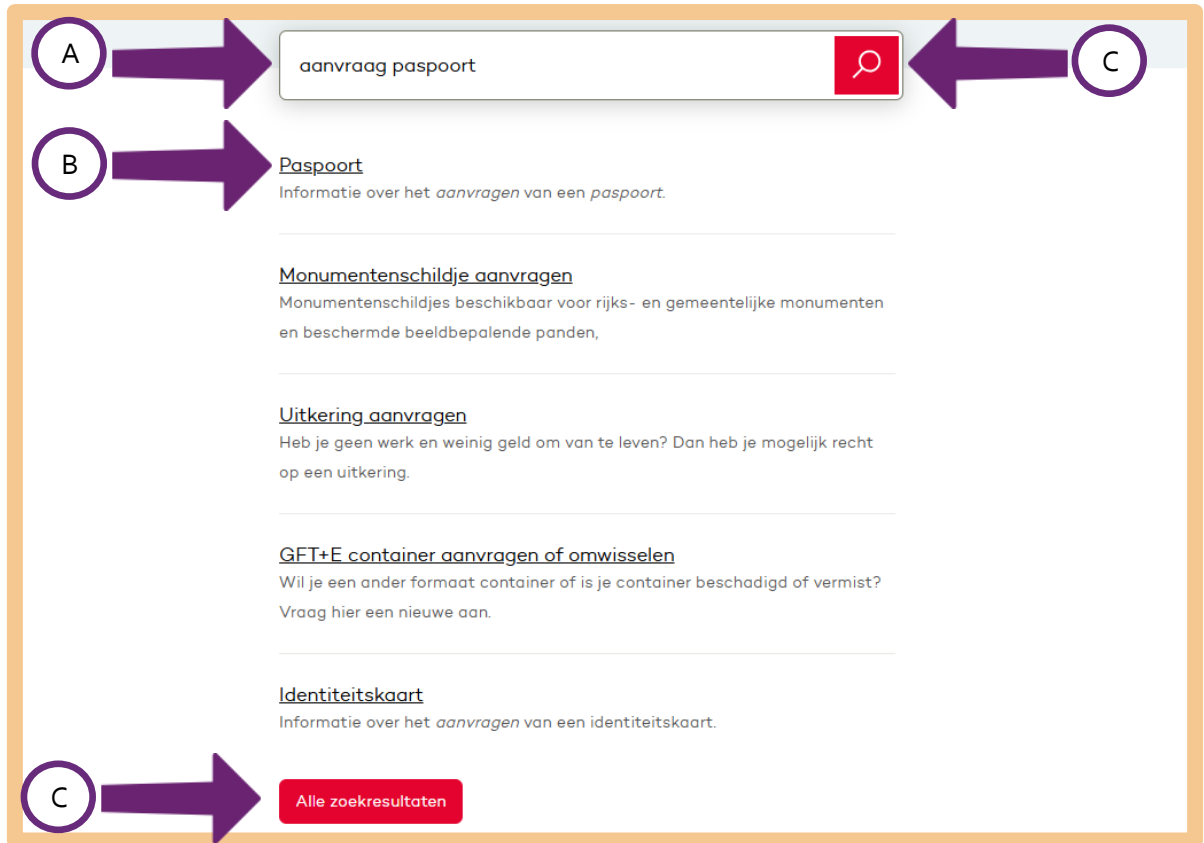 A
aanvraag paspoort
C
B
Paspoort
Informatie over het aanvragen van een paspoort.
Monumentenschildje aanvragen
Monumentenschildjes beschikbaar voor rijks- en gemeentelijke monumenten
en beschermde beeldbepalende panden,
Uitkering aanvragen
Heb je geen werk en weinig geld om van te leven? Dan heb je mogelijk recht
op een uitkering.
GFT+E container aanvragen of omwisselen
Wil je een ander formaat container of is je container beschadigd of vermist?
Vraag hier een nieuwe aan.
Identiteitskaart
Informatie over het aanvragen van een identiteitskaart.
C
Alle zoekresultaten